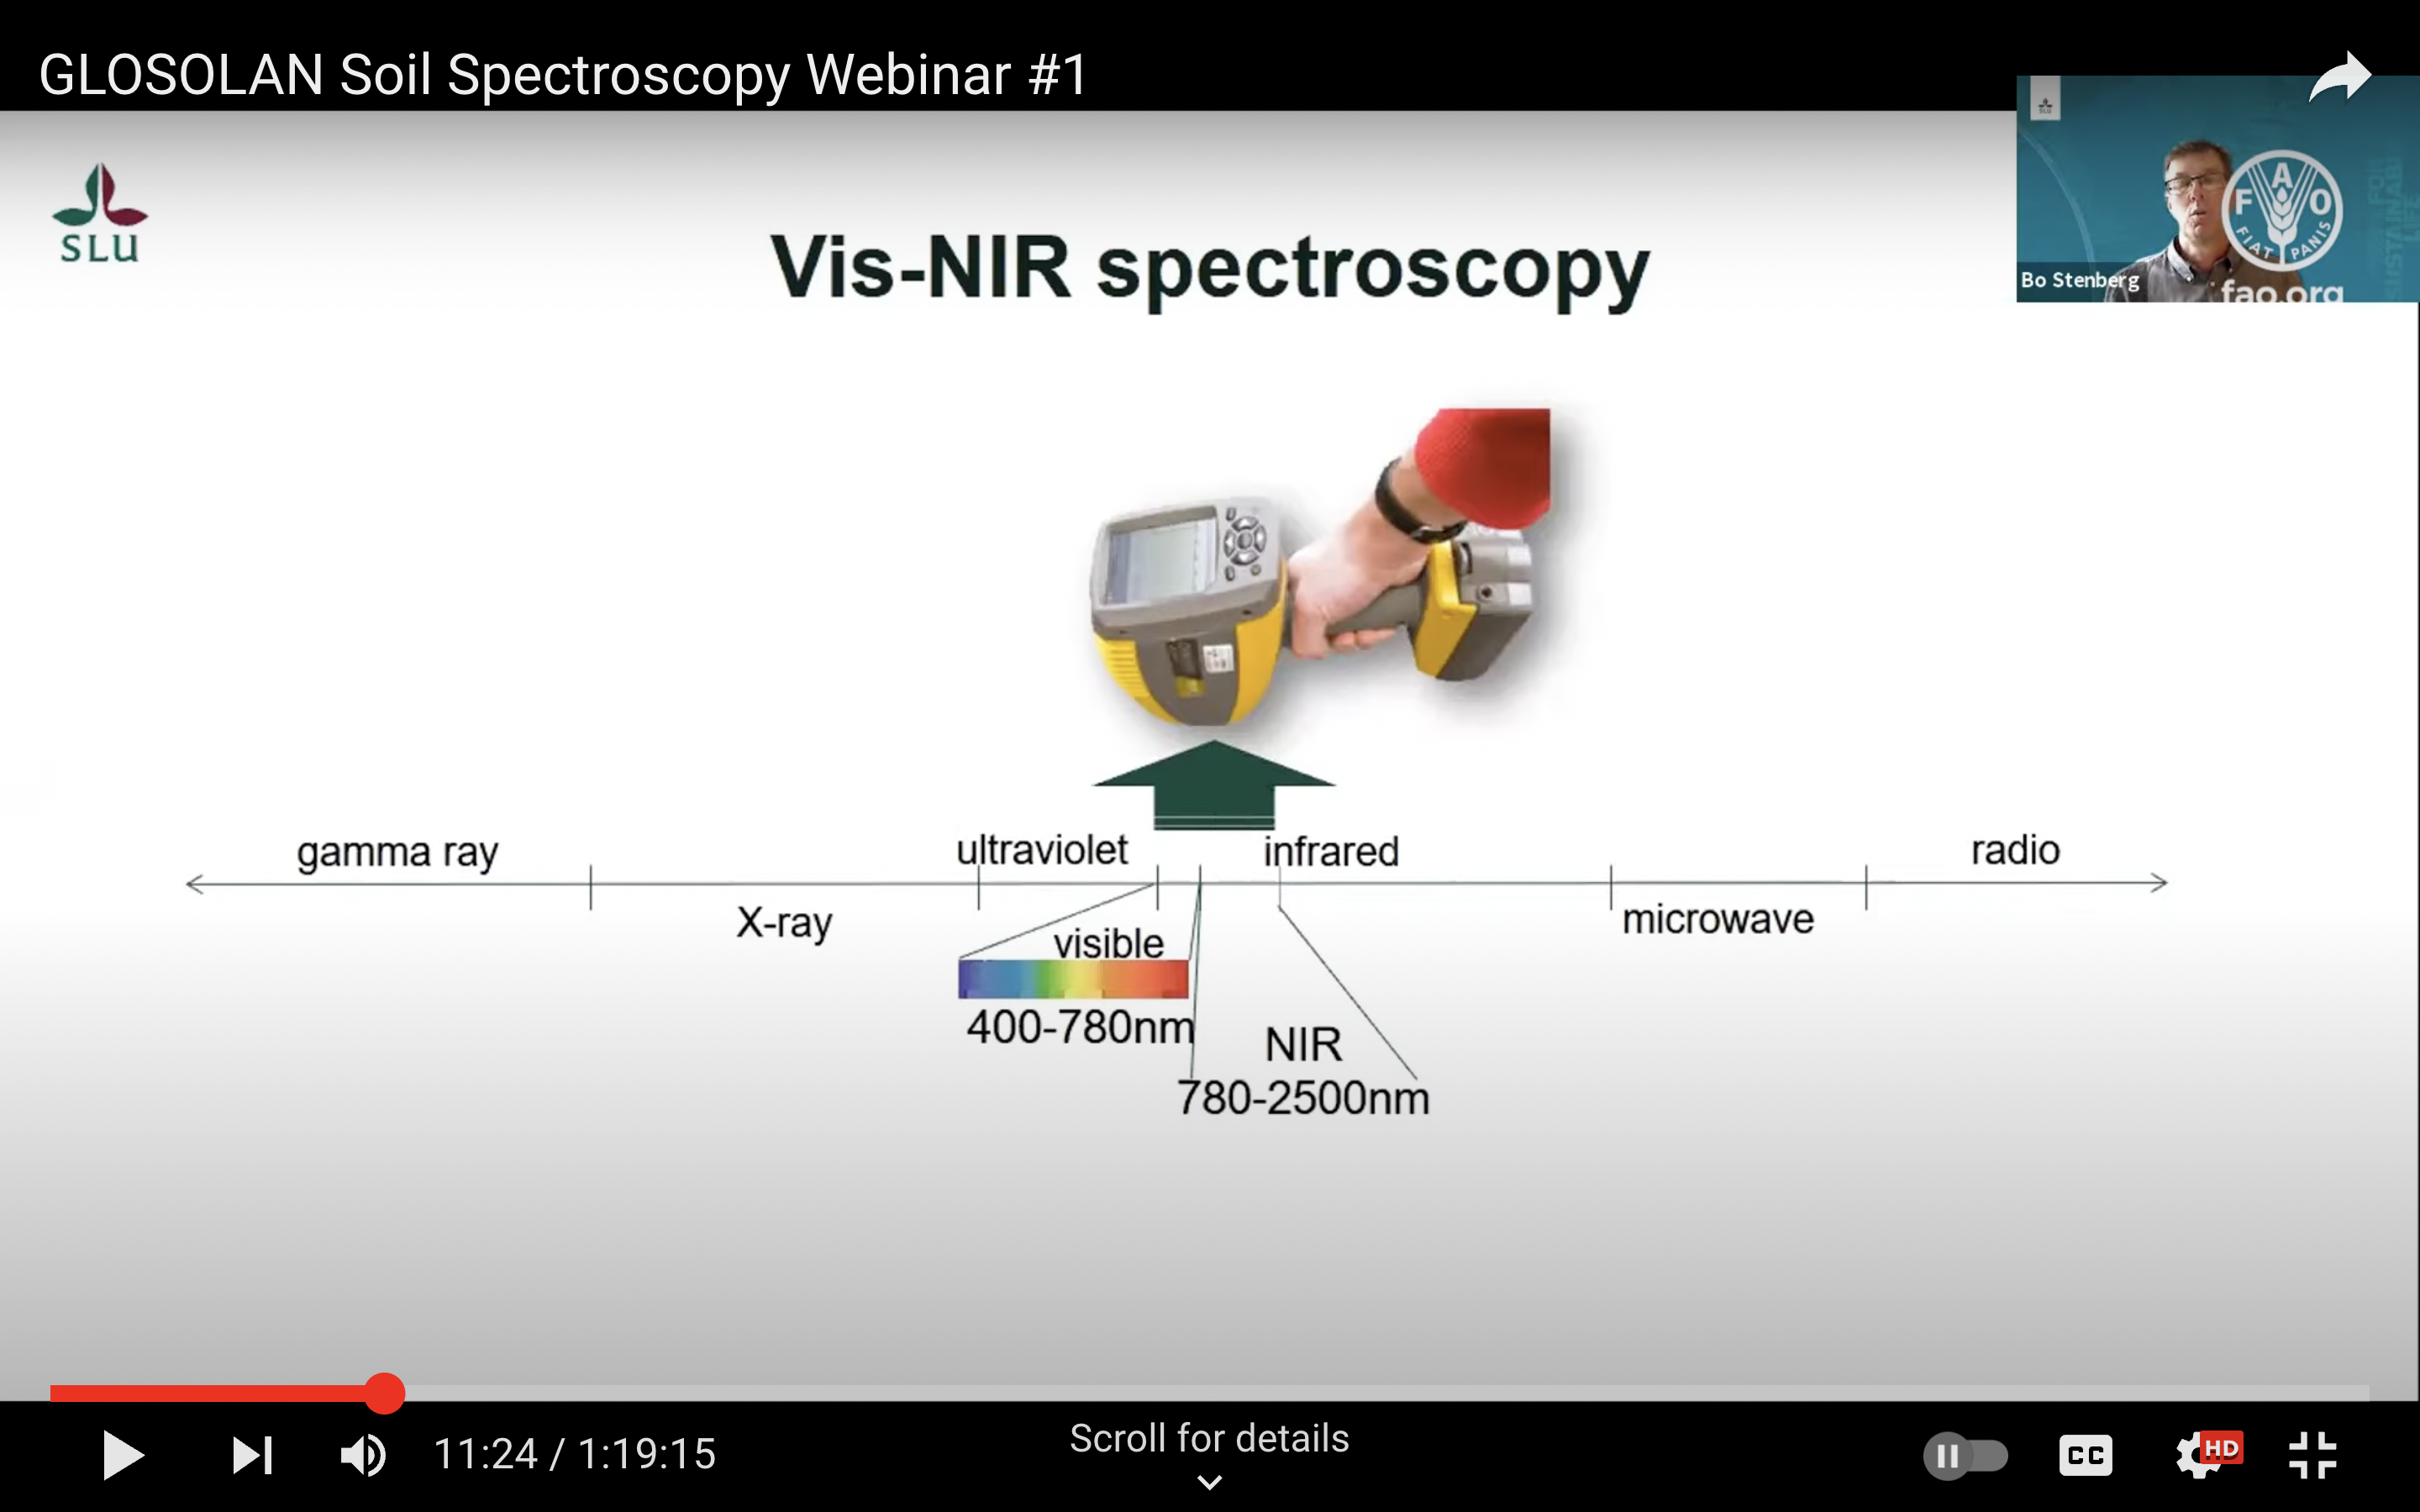 GLOSOLAN Soil Spectroscopy Webinar #1
SLU
Vis-NIR spectroscopy
FAO
FIAT PANIS
Bo Stenberg
fao.org
gamma ray
ultraviolet
infrared
radio
X-ray
visible
microwave
400-780nm
NIR
780-2500nm
11:24 / 1:19:15
Scroll for details
CC
HD